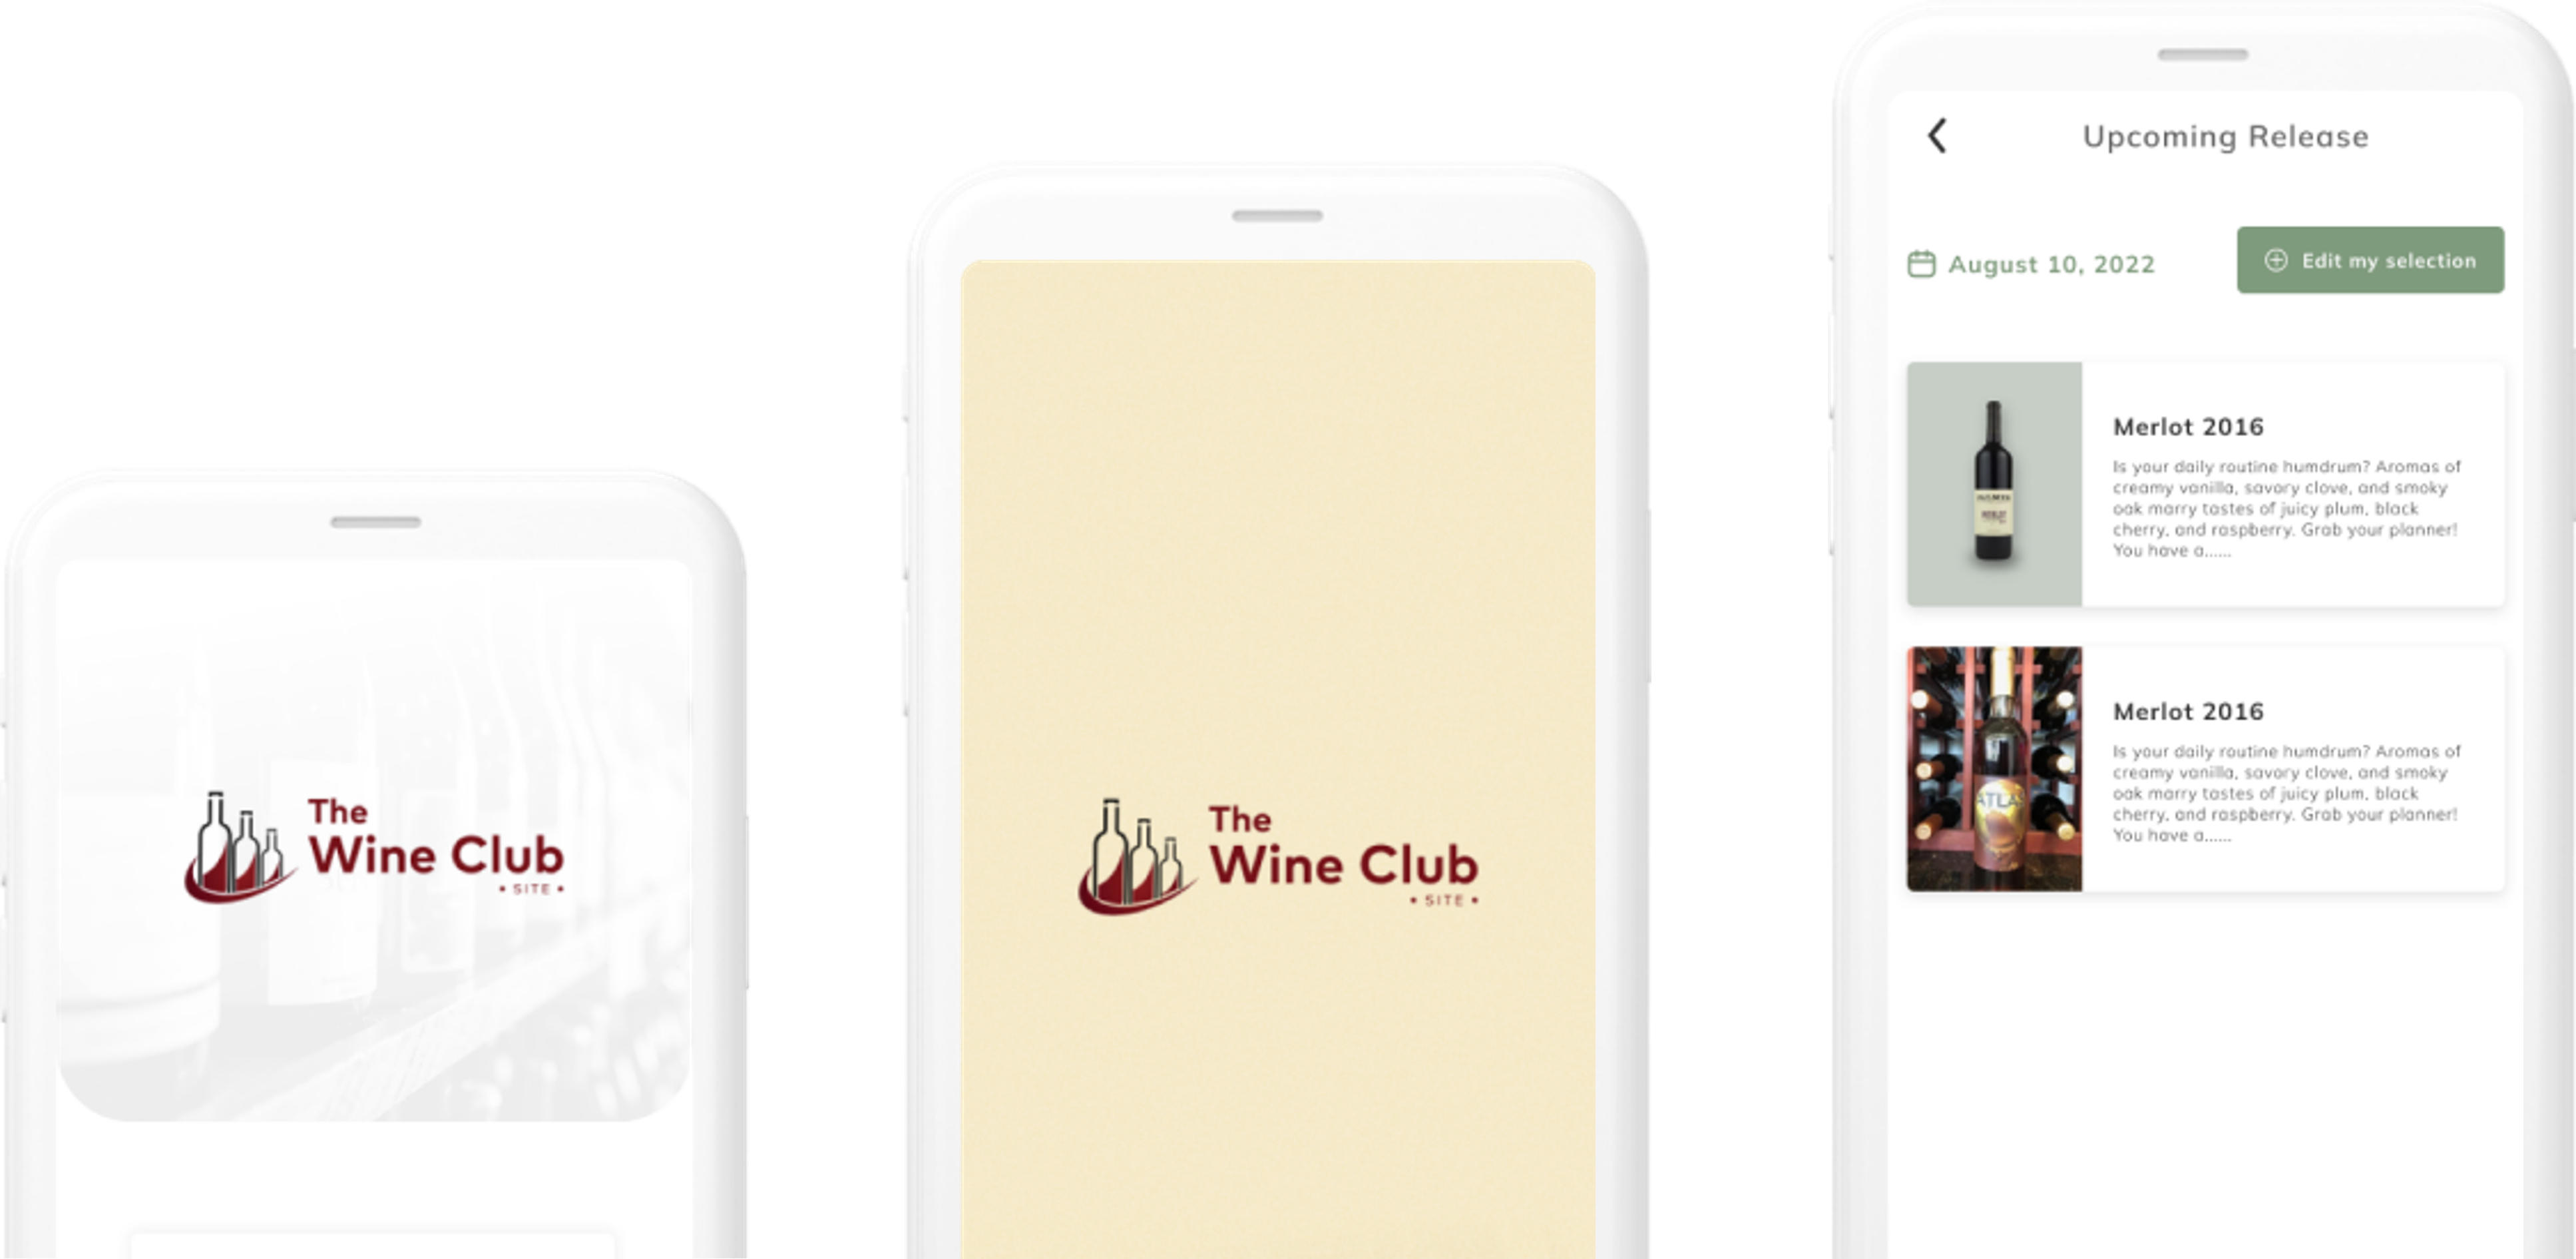 The
Wine Club
• SITE •
The
Wine Club
• SITE •
Upcoming Release
August 10, 2022
Edit my selection
Merlot 2016
Is your daily routine humdrum? Aromas of
creamy vanilla, savory clove, and smoky
oak marry tastes of juicy plum, black
cherry, and raspberry. Grab your planner!
You have a......
MERLOT
Merlot 2016
Is your daily routine humdrum? Aromas of
creamy vanilla, savory clove, and smoky
oak marry tastes of juicy plum, black
cherry, and raspberry. Grab your planner!
You have a......
ATLAS